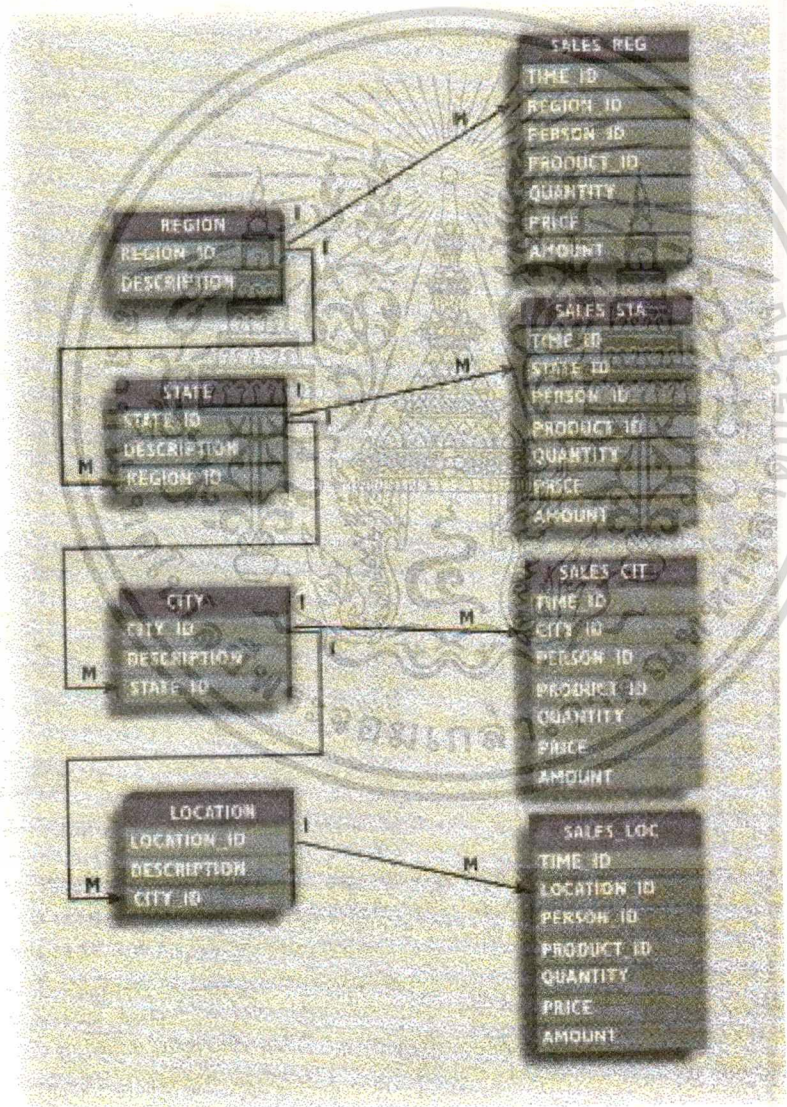 SALES_REG
TIME_ID
REGION_ID
PERSON_ID
PRODUCT_ID
QUANTITY
PRICE
AMOUNT
M
1
1
REGION
REGION_ID
DESCRIPTION
SALES_STA
TIME_ID
STATE_ID
PERSON_ID
PRODUCT_ID
QUANTITY
PRICE
AMOUNT
M
1
1
STATE
STATE_ID
DESCRIPTION
REGION_ID
M
SALES_CIT
TIME_ID
CITY_ID
PERSON_ID
PRODUCT_ID
QUANTITY
PRICE
AMOUNT
M
1
1
CITY
CITY_ID
DESCRIPTION
STATE_ID
M
SALES_LOC
TIME_ID
LOCATION_ID
PERSON_ID
PRODUCT_ID
QUANTITY
PRICE
AMOUNT
M
1
LOCATION
LOCATION_ID
DESCRIPTION
CITY_ID
M